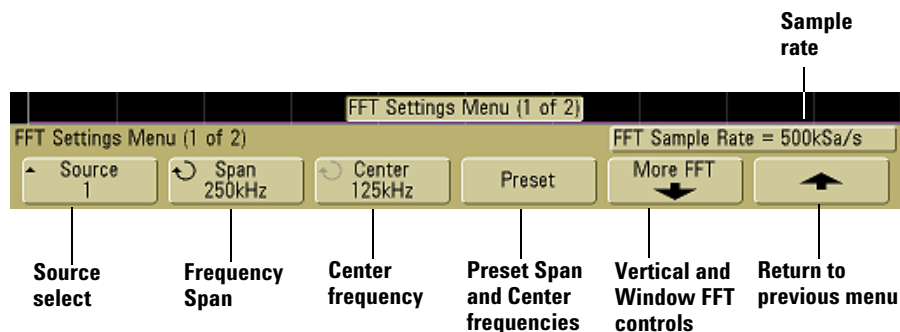 Sample
rate
FFT Settings Menu (1 of 2)
FFT Settings Menu (1 of 2)
FFT Sample Rate = 500kSa/s
Source
1
Span
250kHz
Center
125kHz
Preset
More FFT
Source
select
Frequency
Span
Center
frequency
Preset Span
and Center
frequencies
Vertical and
Window FFT
controls
Return to
previous menu